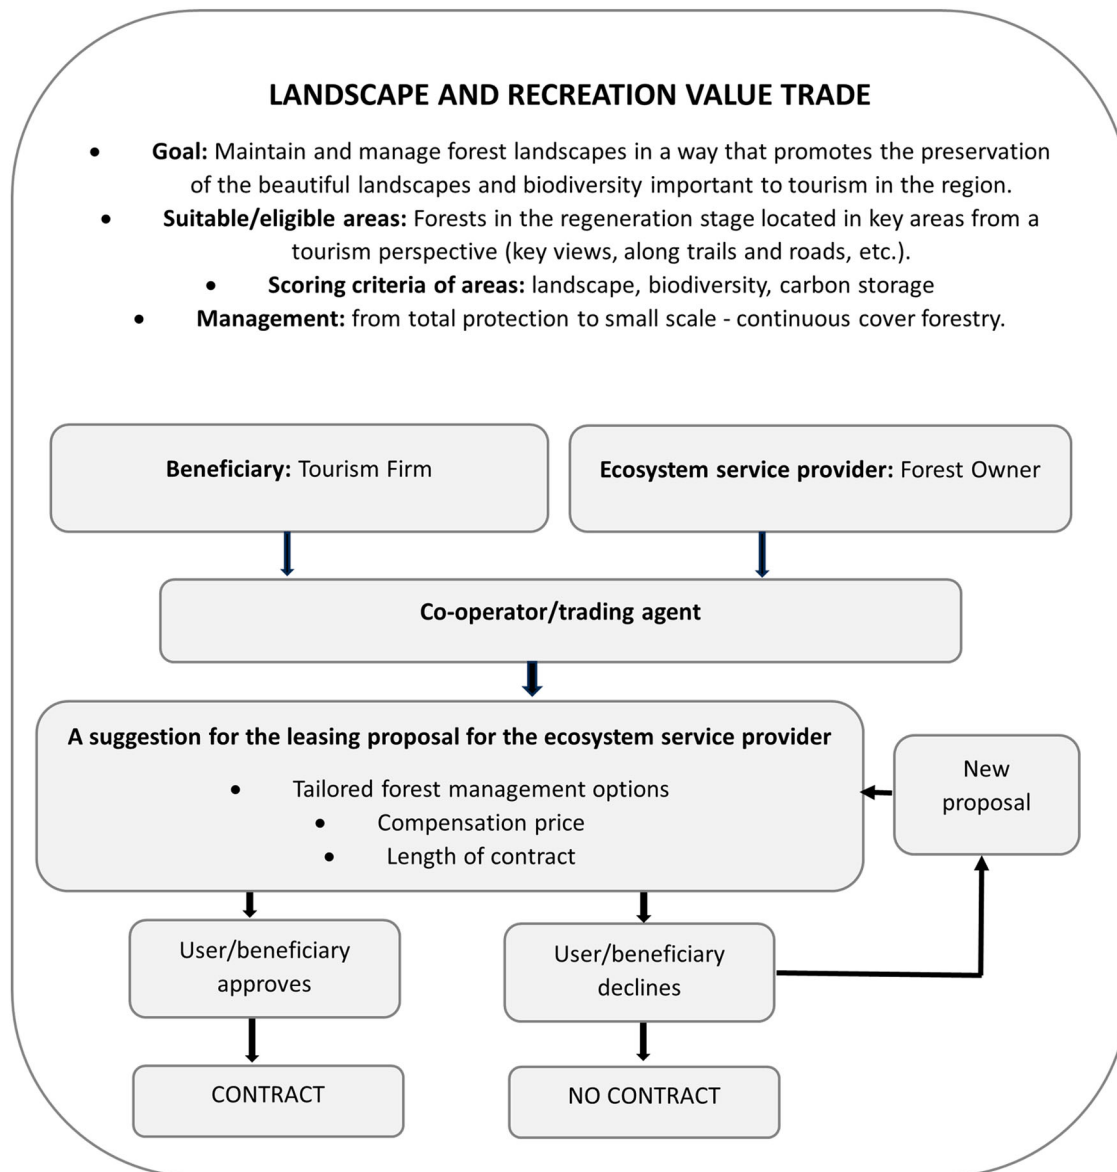 LANDSCAPE AND RECREATION VALUE TRADE
• Goal: Maintain and manage forest landscapes in a way that promotes the preservation
of the beautiful landscapes and biodiversity important to tourism in the region.
• Suitable/eligible areas: Forests in the regeneration stage located in key areas from a
tourism perspective (key views, along trails and roads, etc.).
• Scoring criteria of areas: landscape, biodiversity, carbon storage
• Management: from total protection to small scale - continuous cover forestry.
Beneficiary: Tourism Firm
Ecosystem service provider: Forest Owner
Co-operator/trading agent
A suggestion for the leasing proposal for the ecosystem service provider
• Tailored forest management options
• Compensation price
• Length of contract
New
proposal
User/beneficiary
approves
User/beneficiary
declines
CONTRACT
NO CONTRACT